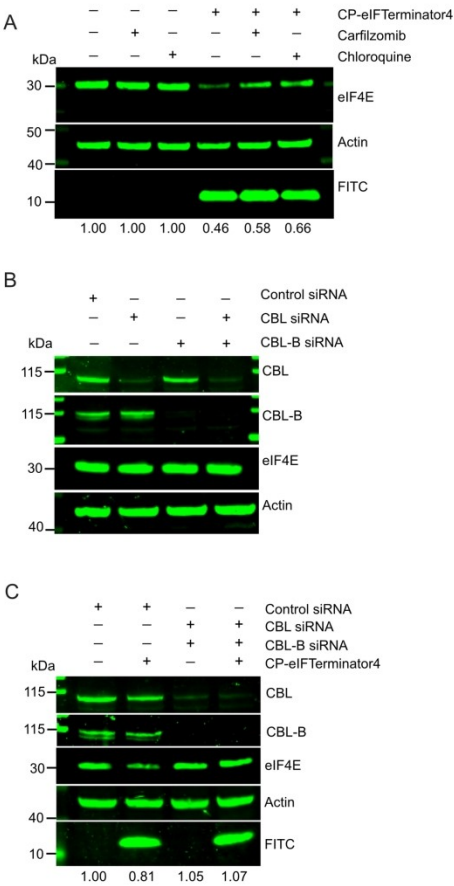 A
− − − + + + CP-eIFTerminator4
− + − − + − Carfilzomib
− − + − − + Chloroquine
kDa
30
eIF4E
50
Actin
40
FITC
10
1.00 1.00 1.00 0.46 0.58 0.66
B
+ − − − Control siRNA
− + − + CBL siRNA
− − + + CBL-B siRNA
kDa
115
CBL
115
CBL-B
eIF4E
30
Actin
40
C
+ + − − Control siRNA
− − + + CBL siRNA
− − + + CBL-B siRNA
− + − + CP-eIFTerminator4
kDa
115
CBL
115
CBL-B
30
eIF4E
Actin
40
FITC
10
1.00 0.81 1.05 1.07